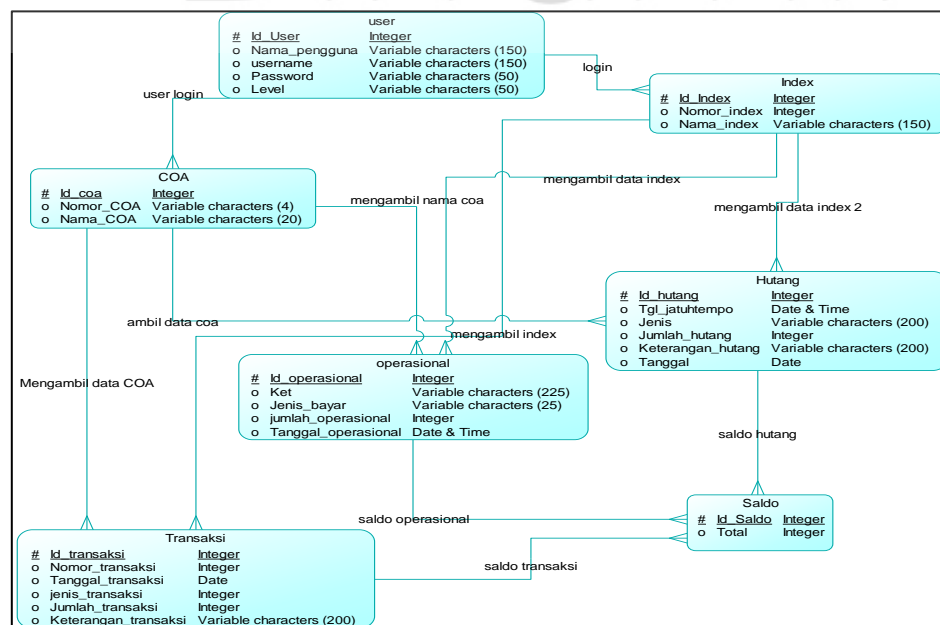 user
# Id_User Integer
o Nama_pengguna Variable characters (150)
o username Variable characters (150)
o Password Variable characters (50)
o Level Variable characters (50)
login
user login
Index
# Id_Index Integer
o Nomor_index Integer
o Nama_index Variable characters (150)
COA
# Id_coa Integer
o Nomor_COA Variable characters (4)
o Nama_COA Variable characters (20)
mengambil data index
mengambil nama coa
mengambil data index 2
Hutang
# Id_hutang Integer
o Tgl_jatuhtempo Date & Time
o Jenis Variable characters (200)
o Jumlah_hutang Integer
o Keterangan_hutang Variable characters (200)
o Tanggal Date
ambil data coa
mengambil index
operasional
# Id_operasional Integer
o Ket Variable characters (225)
o Jenis_bayar Variable characters (25)
o jumlah_operasional Integer
o Tanggal_operasional Date & Time
Mengambil data COA
saldo hutang
Saldo
# Id_Saldo Integer
o Total Integer
saldo operasional
saldo transaksi
Transaksi
# Id_transaksi Integer
o Nomor_transaksi Integer
o Tanggal_transaksi Date
o jenis_transaksi Integer
o Jumlah_transaksi Integer
o Keterangan_transaksi Variable characters (200)